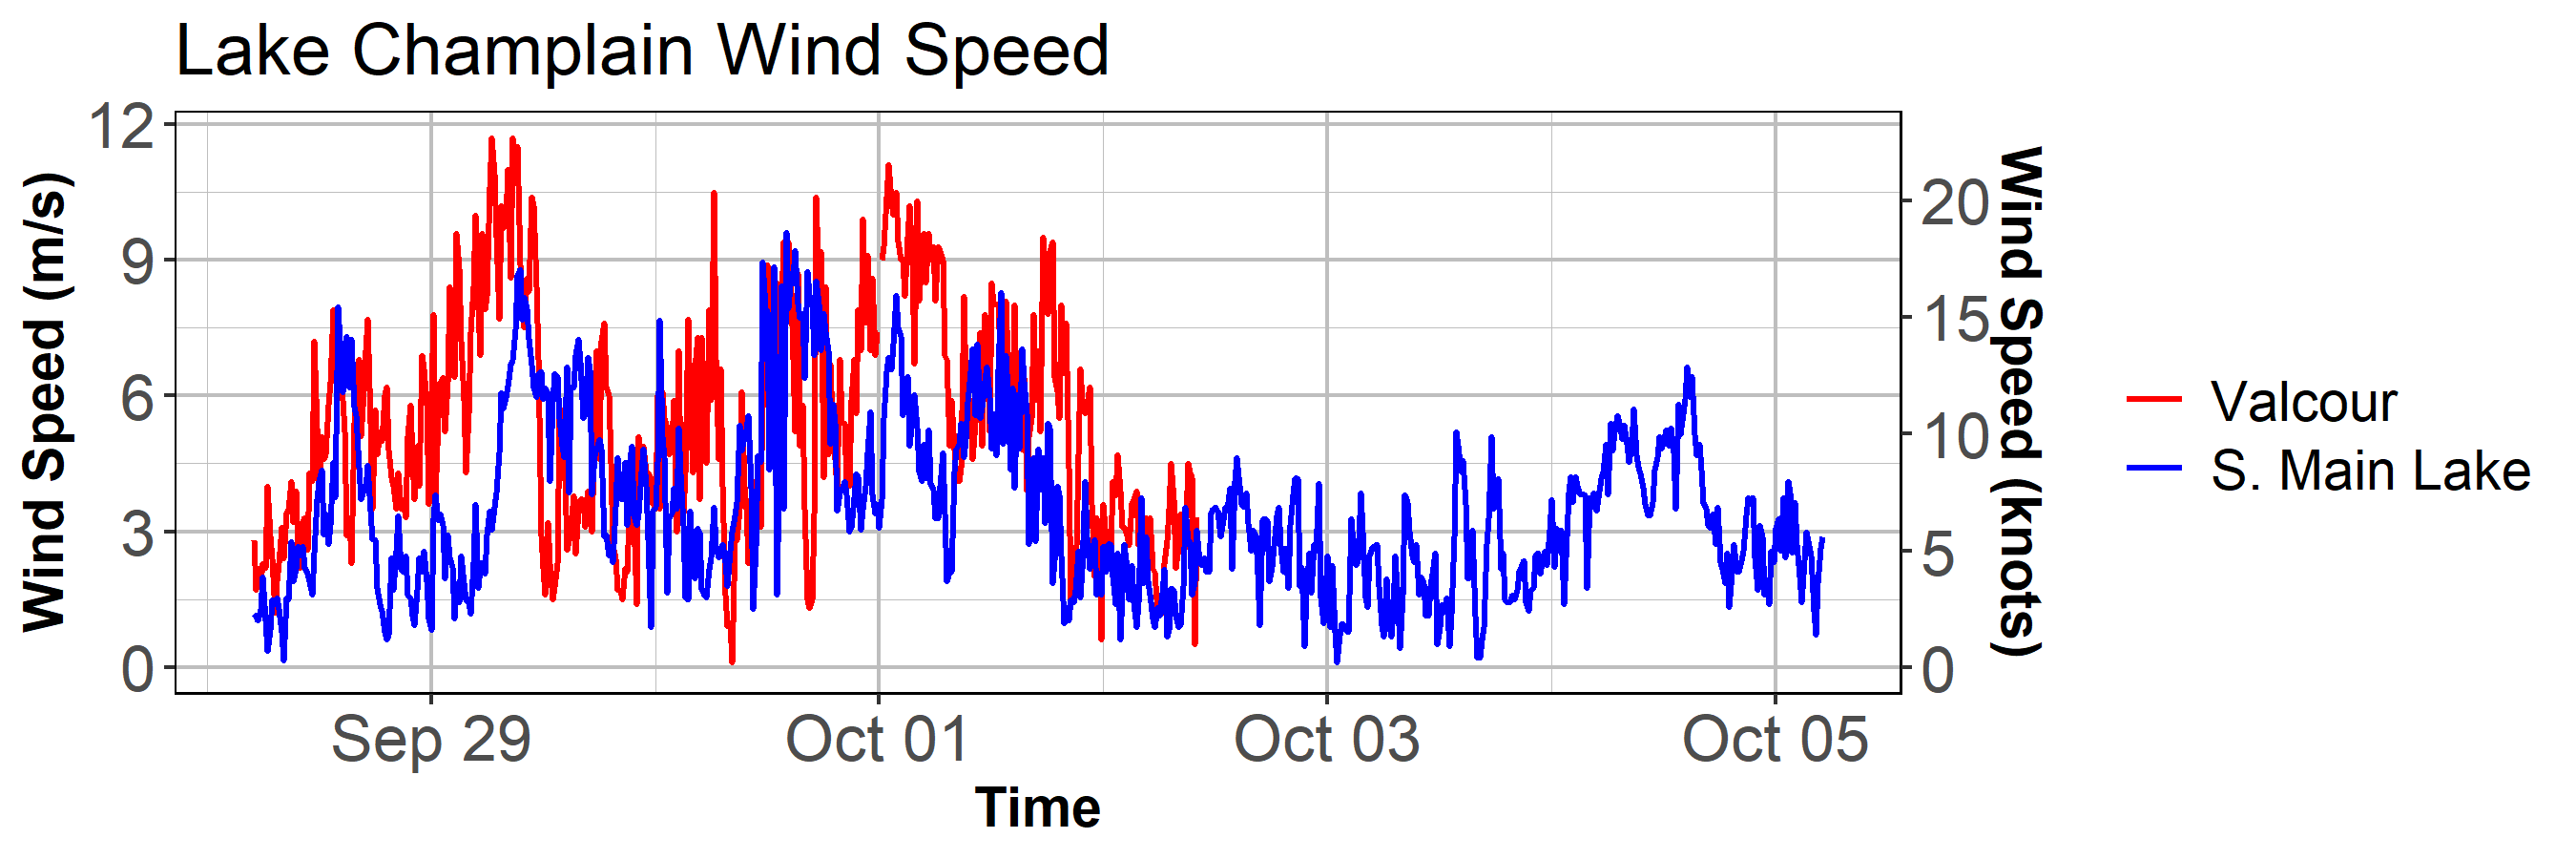 Lake Champlain Wind Speed
Wind Speed (m/s)
12
9
6
3
0
Wind Speed (knots)
20
15
10
5
0
Sep 29
Oct 01
Oct 03
Oct 05
Time
Valcour
S. Main Lake